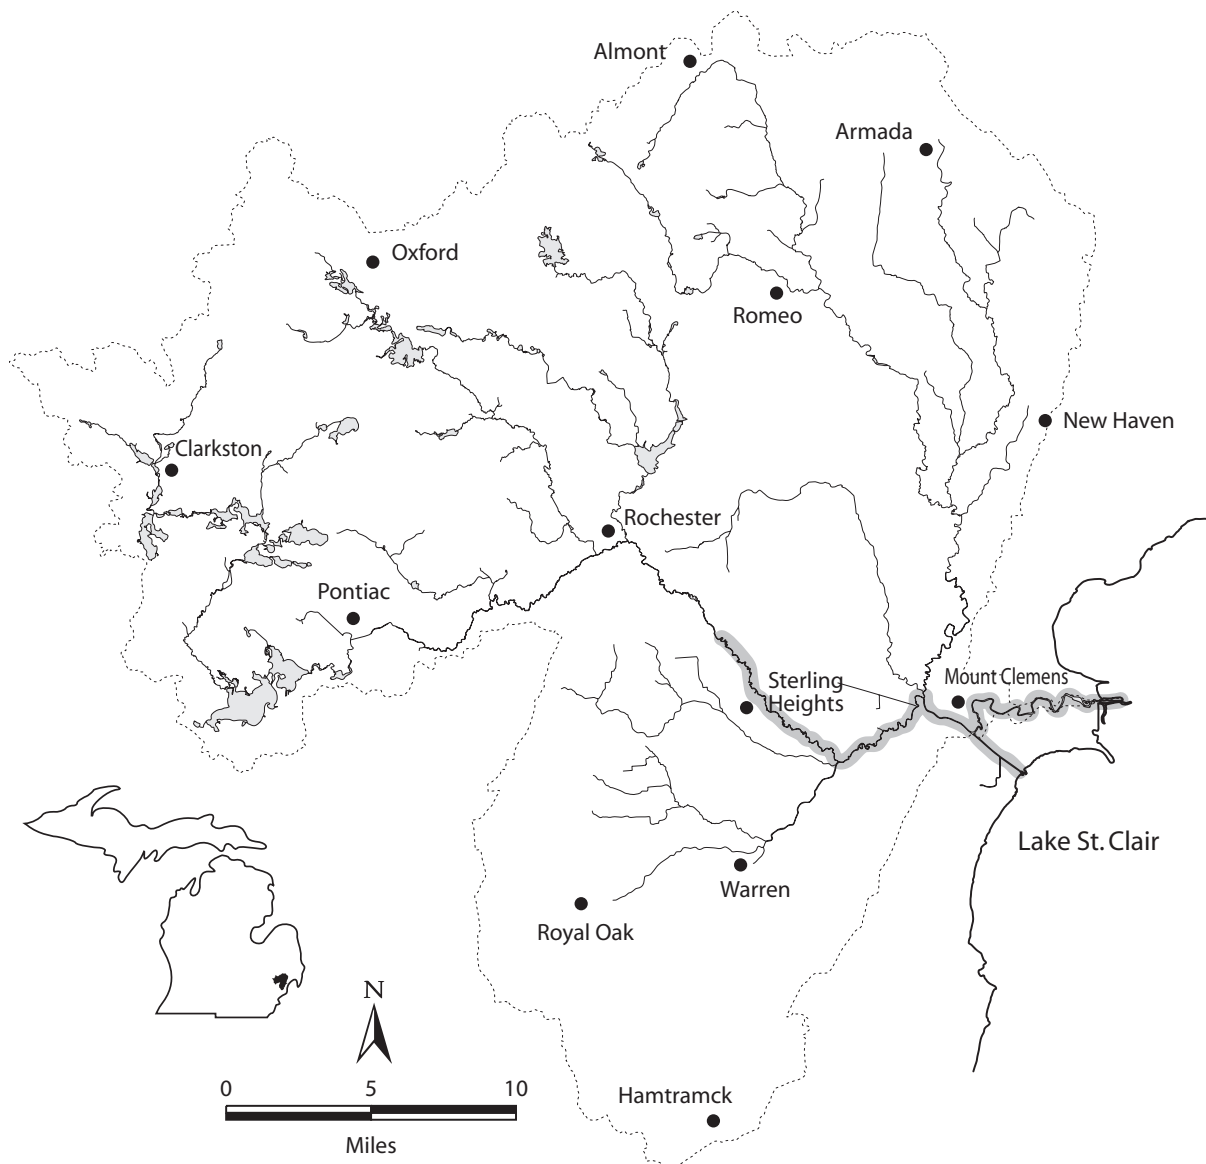 Almont
Armada
Oxford
Romeo
New Haven
Clarkston
Rochester
Pontiac
Mount Clemens
Sterling
Heights
Lake St. Clair
Warren
Royal Oak
N
0 5 10
Miles
Hamtramck